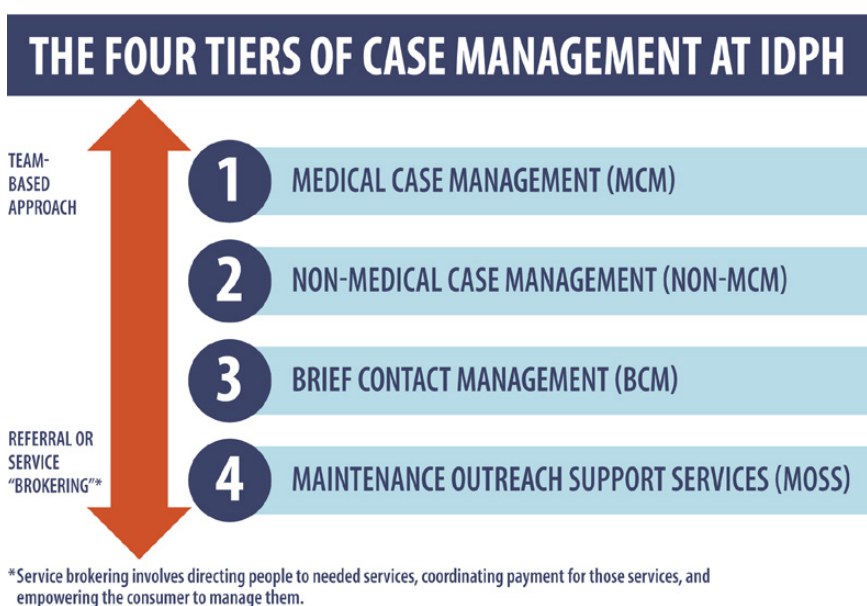 THE FOUR TIERS OF CASE MANAGEMENT AT IDPH
TEAM-
BASED
APPROACH
1 MEDICAL CASE MANAGEMENT (MCM)
2 NON-MEDICAL CASE MANAGEMENT (NON-MCM)
3 BRIEF CONTACT MANAGEMENT (BCM)
REFERRAL OR
SERVICE
"BROKERING"*
4 MAINTENANCE OUTREACH SUPPORT SERVICES (MOSS)
*Service brokering involves directing people to needed services, coordinating payment for those services, and
empowering the consumer to manage them.